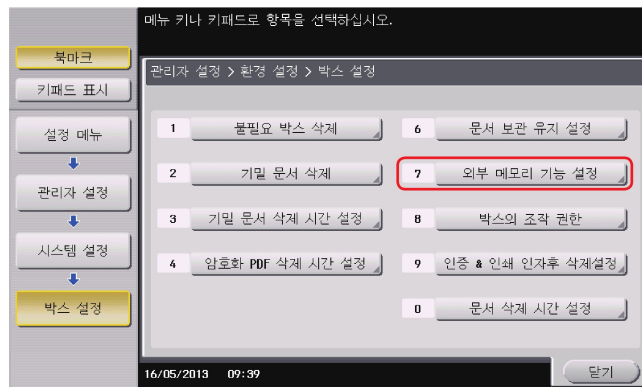 메뉴 키나 키패드로 항목을 선택하십시오.
북마크
키패드 표시
설정 메뉴
관리자 설정
시스템 설정
박스 설정
관리자 설정 > 환경 설정 > 박스 설정
1 불필요 박스 삭제
6 문서 보관 유지 설정
2 기밀 문서 삭제
7 외부 메모리 기능 설정
3 기밀 문서 삭제 시간 설정
8 박스의 조작 권한
4 암호화 PDF 삭제 시간 설정
9 인증 & 인쇄 인자후 삭제설정
0 문서 삭제 시간 설정
16/05/2013 09:39
닫기